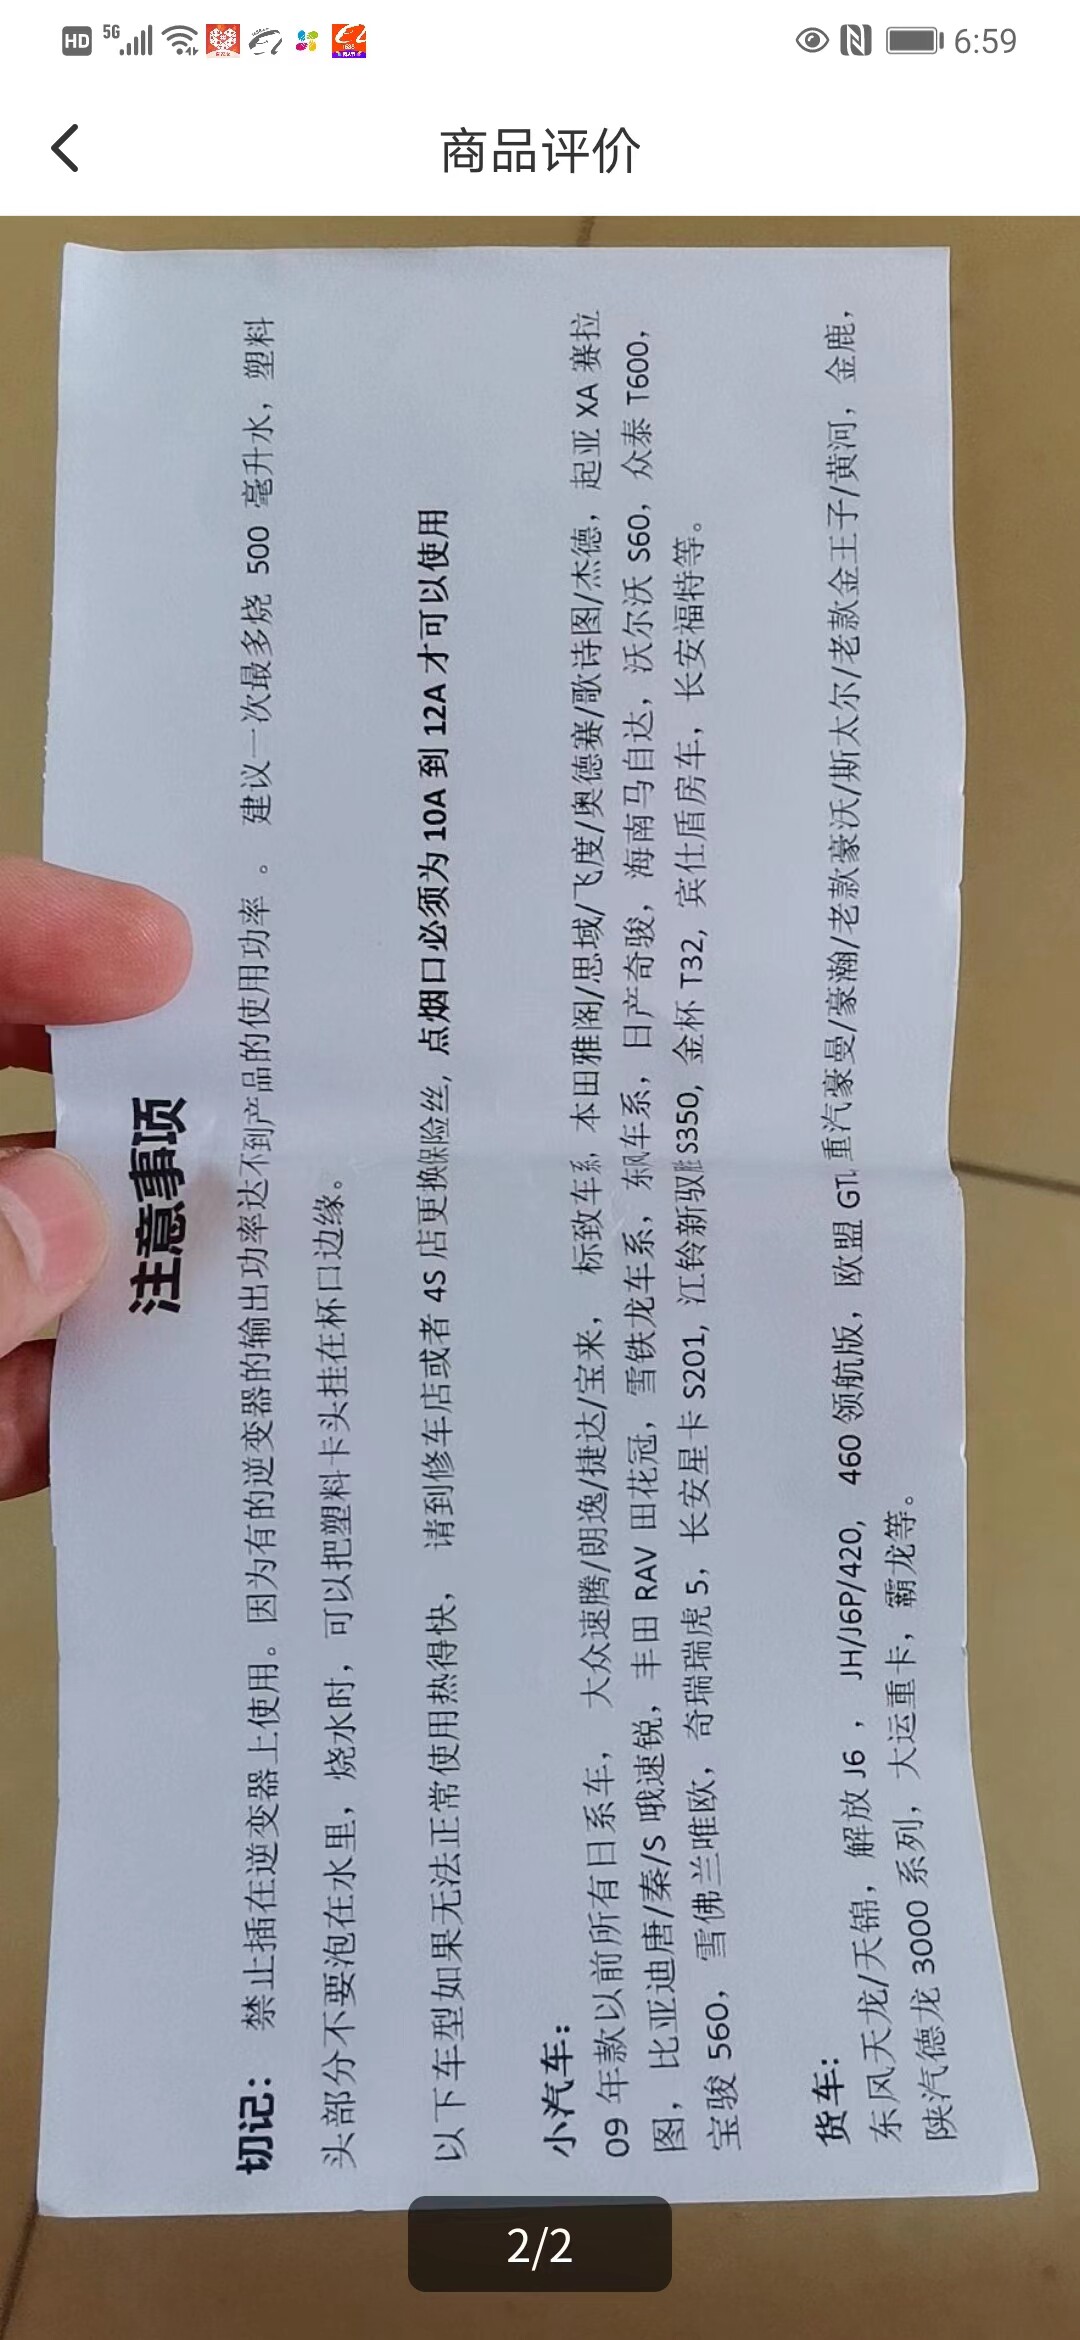 HD 5G 6:59
商品评价
注意事项
切记： 禁止插在逆变器上使用。因为有的逆变器的输出功率达不到产品的使用功率 。 建议一次最多烧 500 毫升水，塑料
头部分不要泡在水里，烧水时，可以把塑料卡头挂在杯口边缘。
以下车型如果无法正常使用热得快， 请到修车店或者 4S 店更换保险丝, 点烟口必须为 10A 到 12A 才可以使用
小汽车：
09 年款以前所有日系车， 大众速腾/朗逸/捷达/宝来， 标致车系, 本田雅阁/思域/飞度/奥德赛/歌诗图/杰德，起亚 XA 赛拉
图，比亚迪唐/秦/S 哦速锐，丰田 RAV 田花冠，雪铁龙车系，东风车系，日产奇骏，海南马自达，沃尔沃 S60，众泰 T600，
宝骏 560，雪佛兰唯欧，奇瑞瑞虎 5，长安星卡 S201, 江铃新驭胜S350, 金杯 T32, 宾仕盾房车，长安福特等。
货车:
东风天龙/天锦，解放 J6 ，JH/J6P/420, 460 领航版，欧盟 GTL重汽豪曼/豪瀚/老款豪沃/斯太尔/老款金王子/黄河，金鹿，
陕汽德龙 3000 系列，大运重卡，霸龙等。
2/2